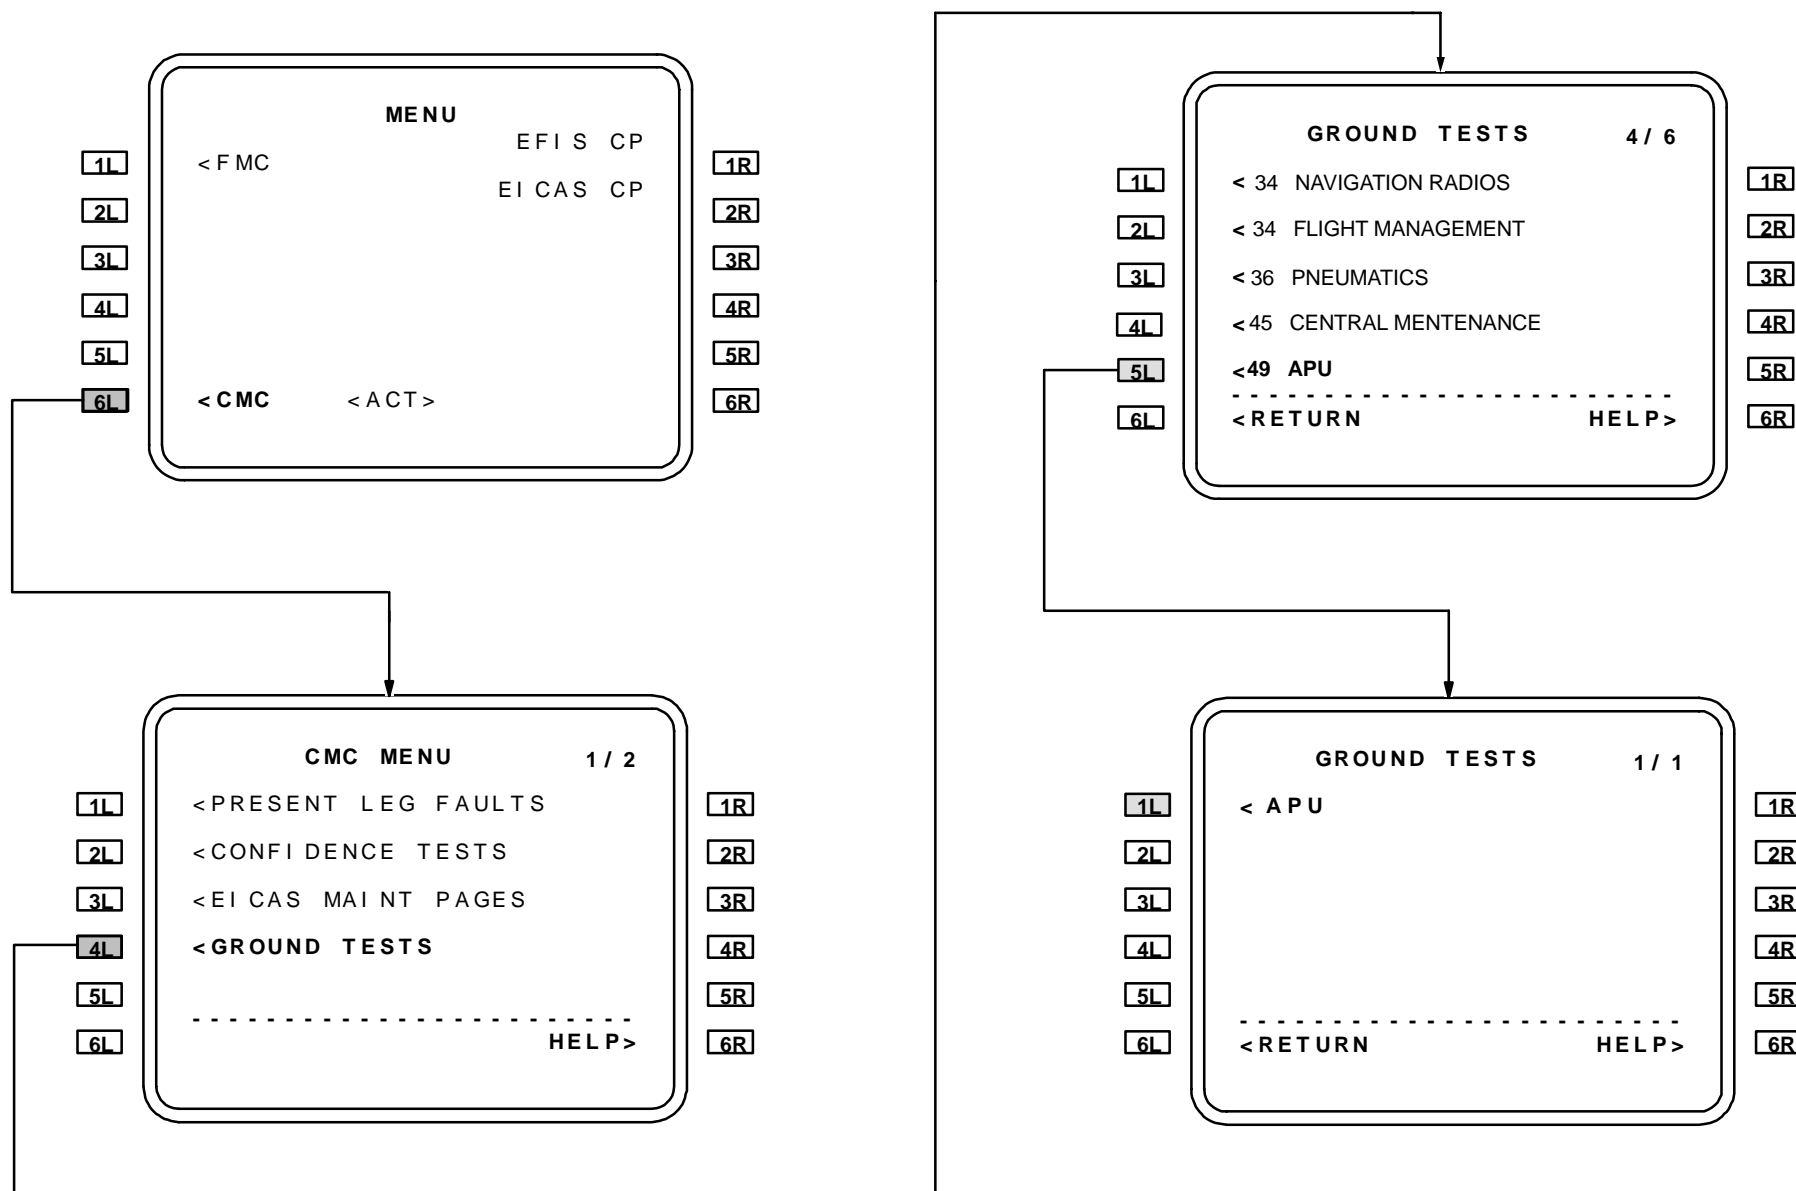 MENU
EFIS CP
1L <FMC 1R
EICAS CP
2L 2R
3L 3R
4L 4R
5L 5R
6L <CMC <ACT> 6R
CMC MENU 1/2
1L <PRESENT LEG FAULTS 1R
2L <CONFIDENCE TESTS 2R
3L <EICAS MAINT PAGES 3R
4L <GROUND TESTS 4R
5L 5R
------------------------
6L HELP> 6R
GROUND TESTS 4/6
1L < 34 NAVIGATION RADIOS 1R
2L < 34 FLIGHT MANAGEMENT 2R
3L < 36 PNEUMATICS 3R
4L < 45 CENTRAL MENTENANCE 4R
5L <49 APU 5R
------------------------
6L <RETURN HELP> 6R
GROUND TESTS 1/1
1L < APU 1R
2L 2R
3L 3R
4L 4R
5L 5R
------------------------
6L <RETURN HELP> 6R